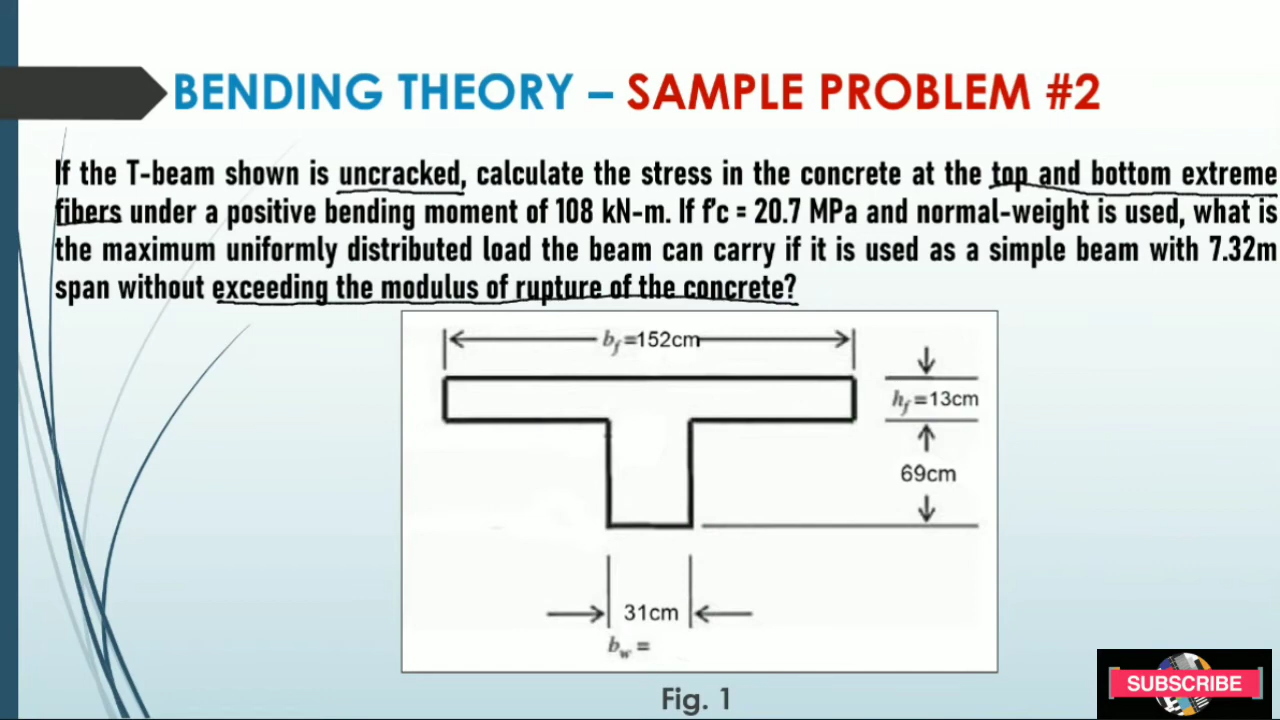 BENDING THEORY – SAMPLE PROBLEM #2
If the T-beam shown is uncracked, calculate the stress in the concrete at the top and bottom extreme
fibers under a positive bending moment of 108 kN-m. If f'c = 20.7 MPa and normal-weight is used, what is
the maximum uniformly distributed load the beam can carry if it is used as a simple beam with 7.32m
span without exceeding the modulus of rupture of the concrete?
b_f=152cm
h_f=13cm
69cm
31cm
b_w =
Fig. 1
SUBSCRIBE